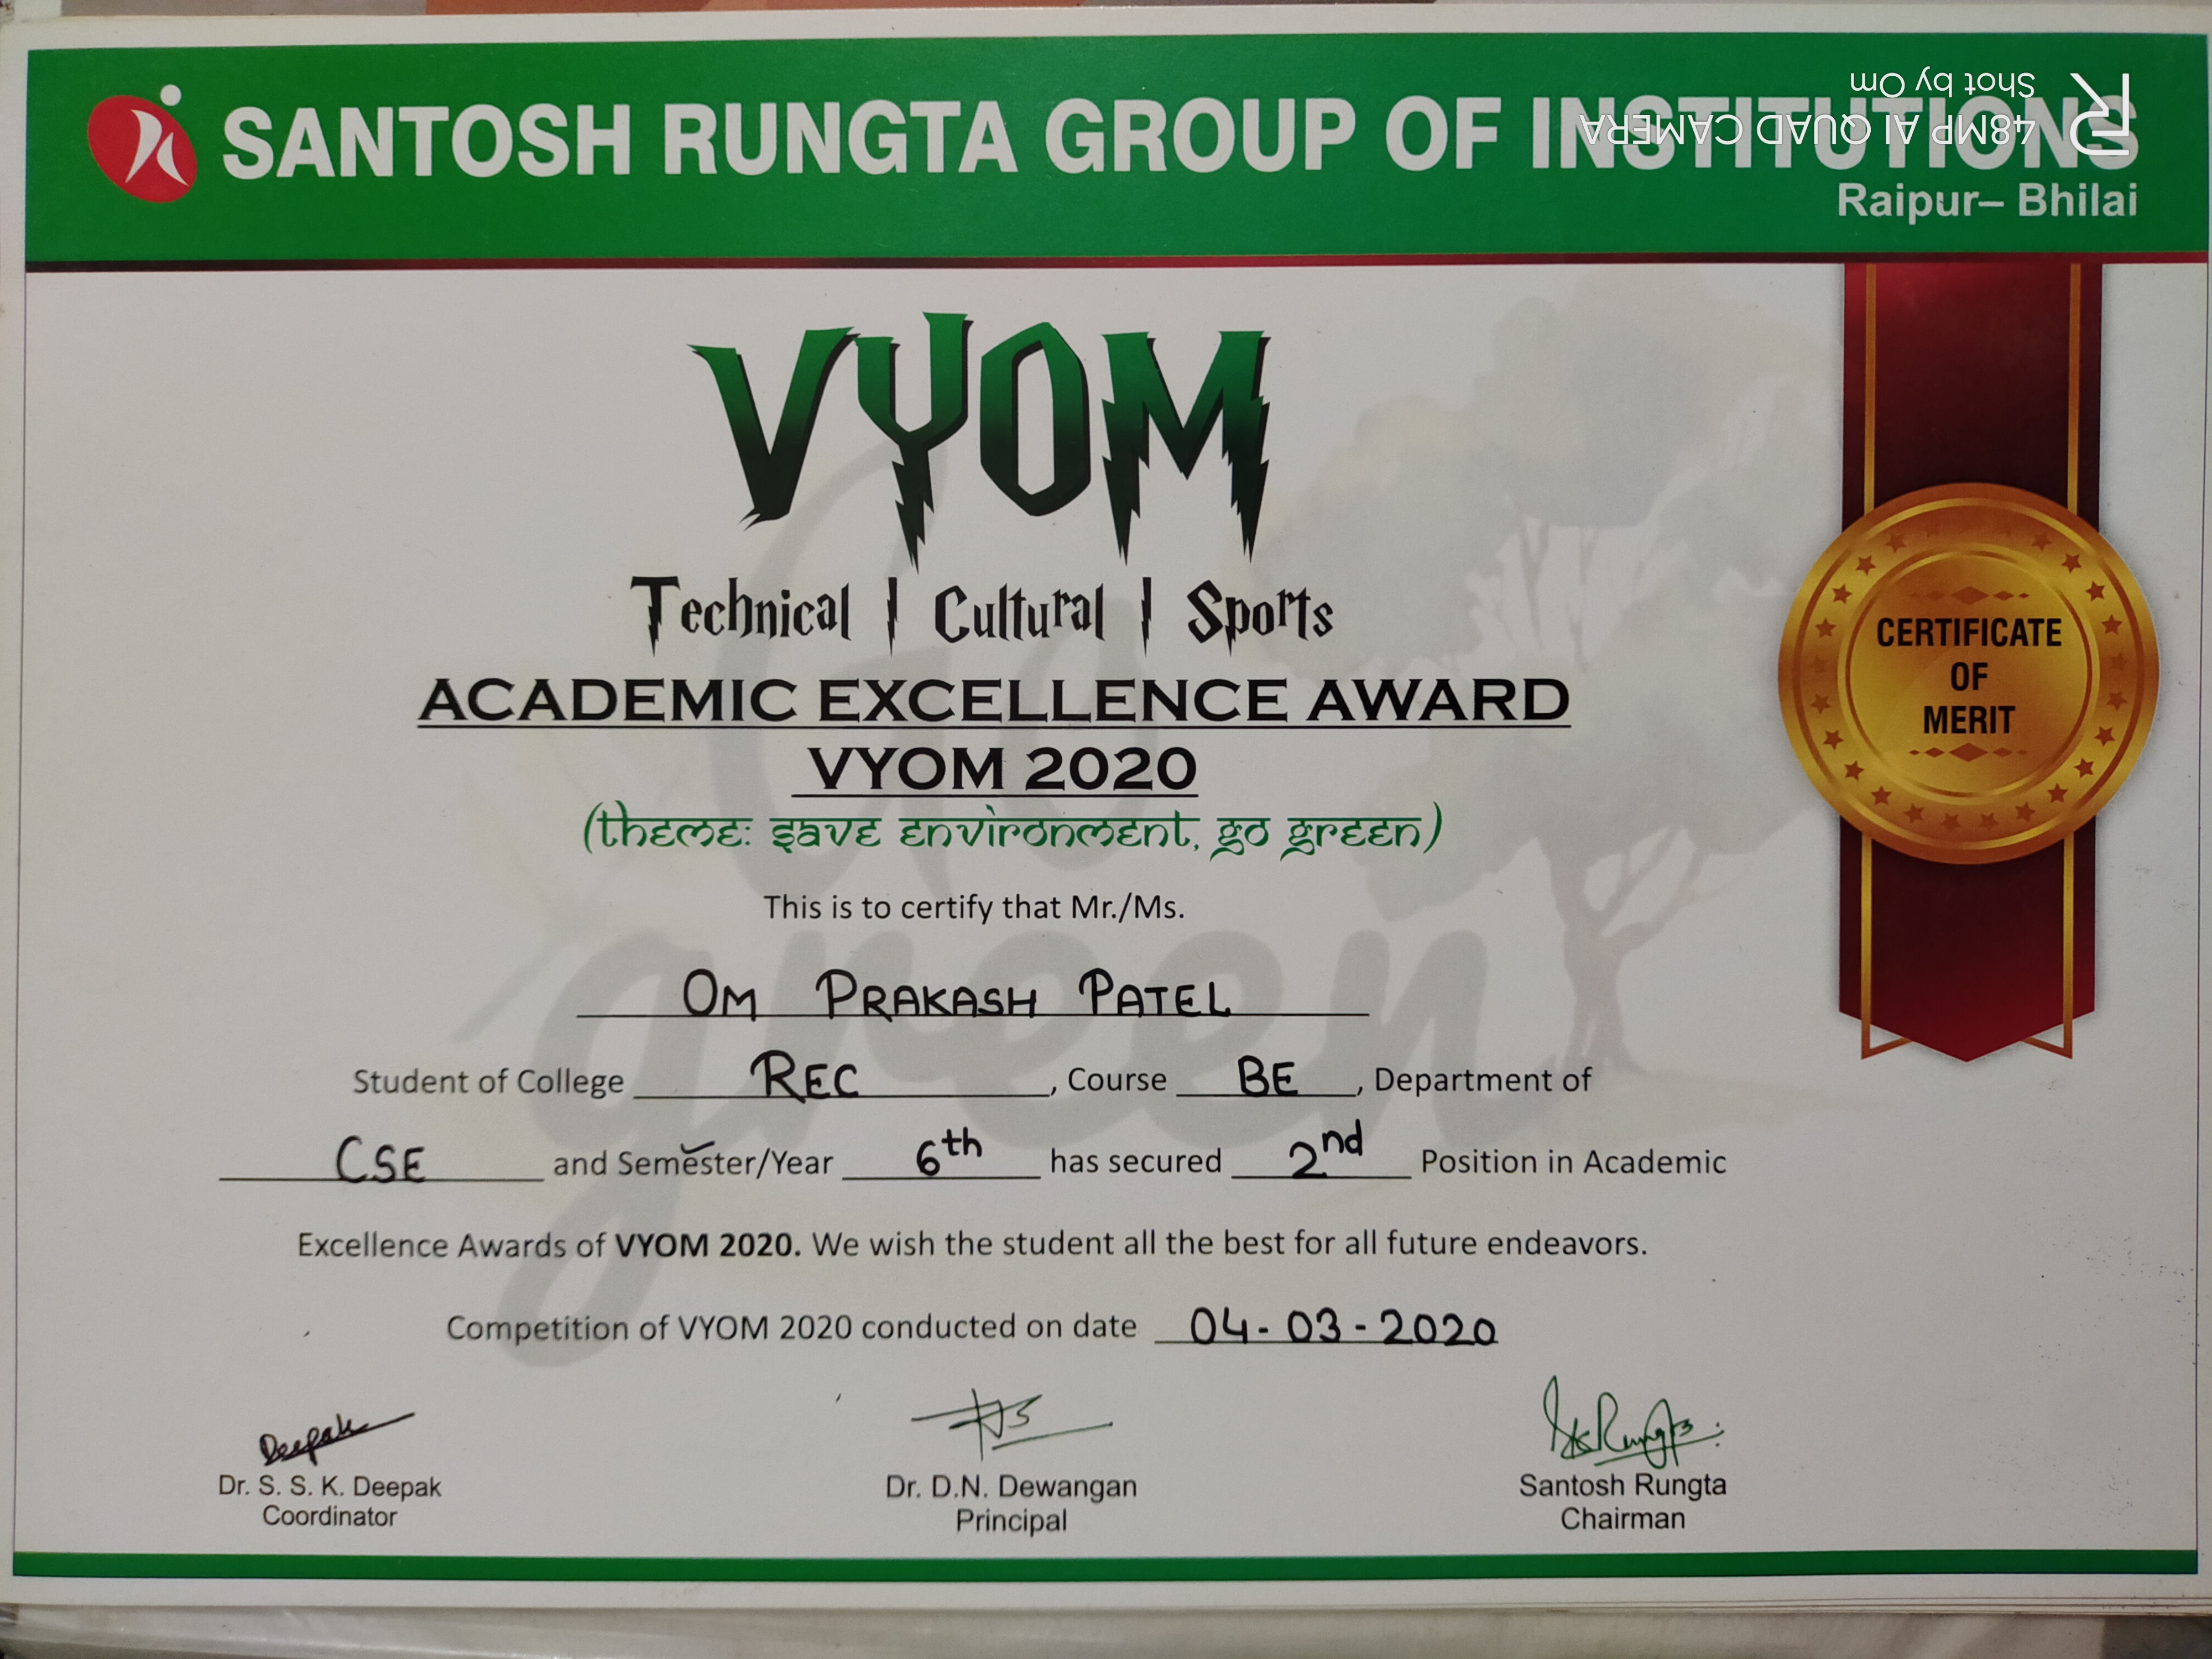 SANTOSH RUNGTA GROUP OF INSTITUTIONS
Raipur– Bhilai
Shot by Om
48MP AI QUAD CAMERA
VYOM
Technical | Cultural | Sports
ACADEMIC EXCELLENCE AWARD
VYOM 2020
(theme: save environment, go green)
CERTIFICATE
OF
MERIT
Go
green
This is to certify that Mr./Ms.
OM PRAKASH PATEL
Student of College REC, Course BE, Department of
CSE and Semester/Year 6th has secured 2nd Position in Academic
Excellence Awards of VYOM 2020. We wish the student all the best for all future endeavors.
Competition of VYOM 2020 conducted on date 04-03-2020
Deepak
SRungta
Dr. S. S. K. Deepak
Coordinator
Dr. D.N. Dewangan
Principal
Santosh Rungta
Chairman